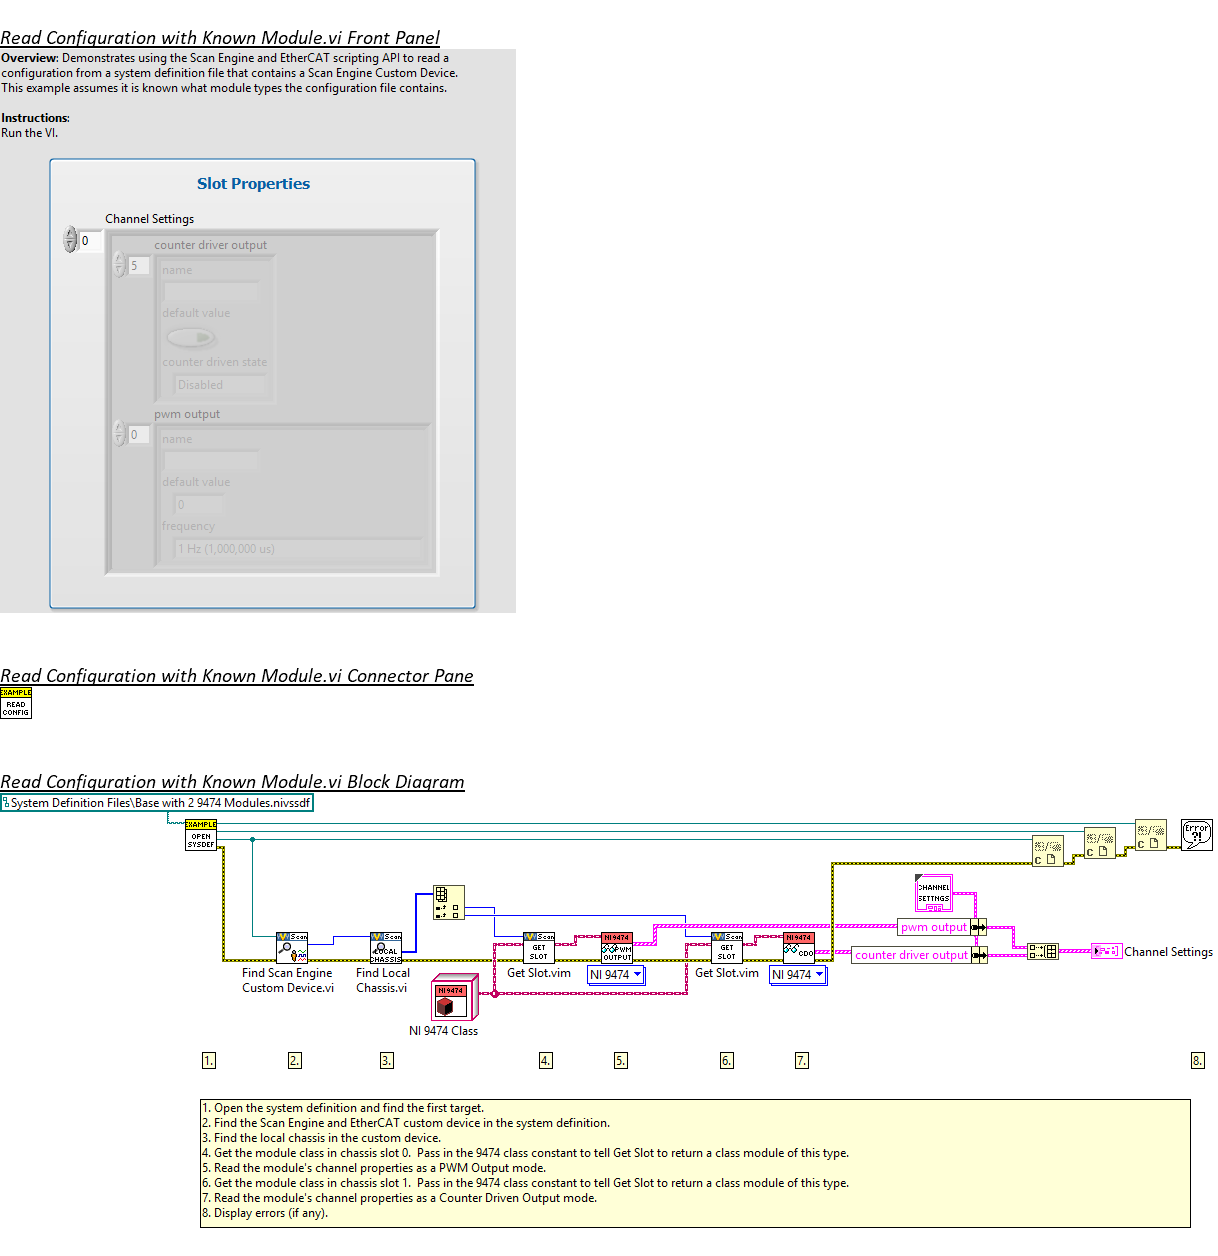 Read Configuration with Known Module.vi Front Panel
Overview: Demonstrates using the Scan Engine and EtherCAT scripting API to read a
configuration from a system definition file that contains a Scan Engine Custom Device.
This example assumes it is known what module types the configuration file contains.
Instructions:
Run the VI.
Slot Properties
Channel Settings
0
counter driver output
5
name
default value
counter driven state
Disabled
pwm output
0
name
default value
0
frequency
1 Hz (1,000,000 us)
Read Configuration with Known Module.vi Connector Pane
EXAMPLE
READ
CONFIG
Read Configuration with Known Module.vi Block Diagram
System Definition Files\Base with 2 9474 Modules.nivssdf
EXAMPLE
OPEN
SYSDEF
Error
?!
C
C
C
CHANNEL
SETTNGS
pwm output
counter driver output
Channel Settings
Scan
Find Scan Engine
Custom Device.vi
Scan
LOCAL
CHASSIS
Find Local
Chassis.vi
Scan
GET
SLOT
Get Slot.vim
NI 9474
PWM
OUTPUT
NI 9474
Scan
GET
SLOT
Get Slot.vim
NI 9474
CDO
NI 9474
NI 9474
NI 9474 Class
1.
2.
3.
4.
5.
6.
7.
8.
1. Open the system definition and find the first target.
2. Find the Scan Engine and EtherCAT custom device in the system definition.
3. Find the local chassis in the custom device.
4. Get the module class in chassis slot 0.  Pass in the 9474 class constant to tell Get Slot to return a class module of this type.
5. Read the module's channel properties as a PWM Output mode.
6. Get the module class in chassis slot 1.  Pass in the 9474 class constant to tell Get Slot to return a class module of this type.
7. Read the module's channel properties as a Counter Driven Output mode.
8. Display errors (if any).